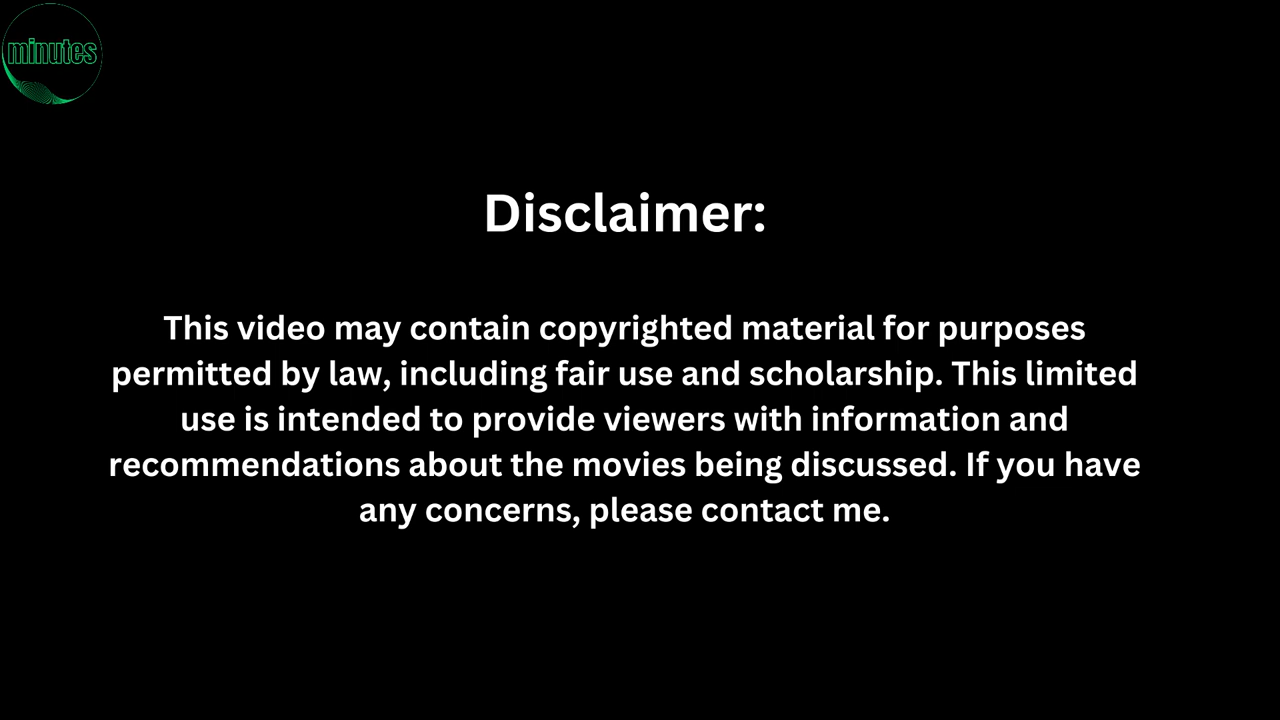 minutes
Disclaimer:
This video may contain copyrighted material for purposes
permitted by law, including fair use and scholarship. This limited
use is intended to provide viewers with information and
recommendations about the movies being discussed. If you have
any concerns, please contact me.